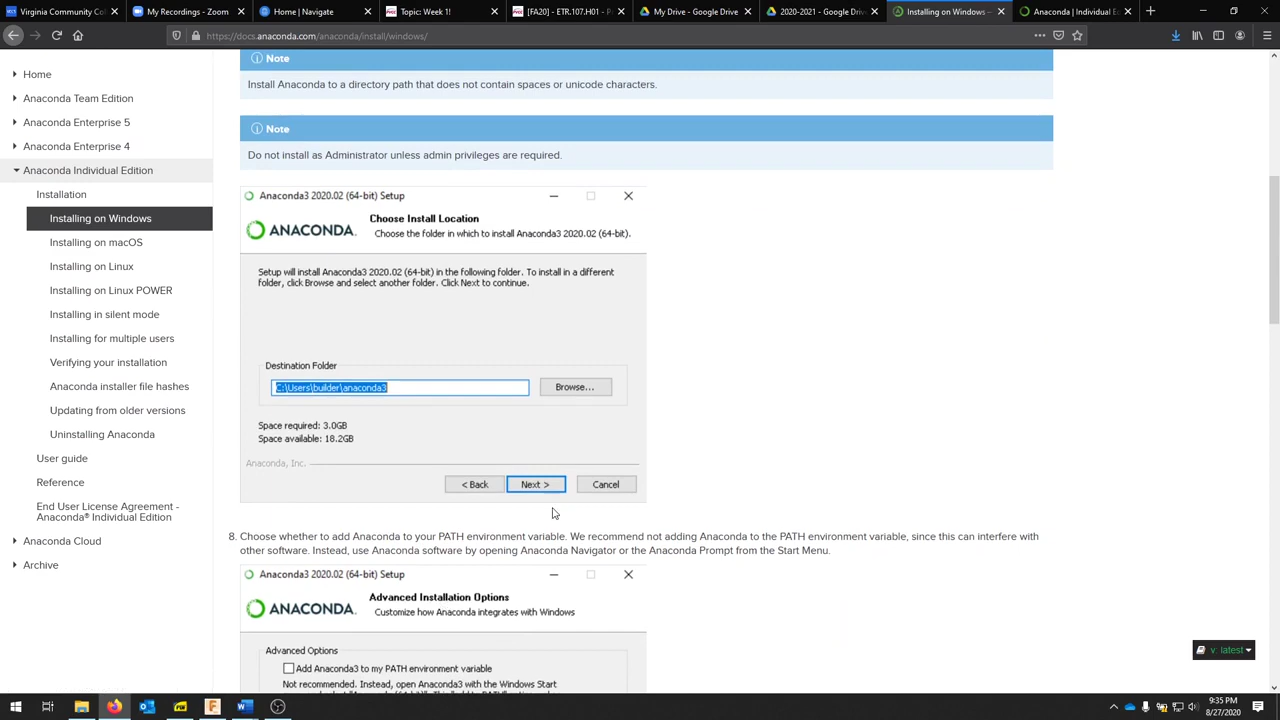 Virginia Community Col
My Recordings - Zoom
Home | Navigate
Topic: Week 1!
[FA20] - ETR.107.H01 - P
My Drive - Google Drive
2020-2021 - Google Drive
Installing on Windows —
Anaconda | Individual E
https://docs.anaconda.com/anaconda/install/windows/
Home
Anaconda Team Edition
Anaconda Enterprise 5
Anaconda Enterprise 4
Anaconda Individual Edition
Installation
Installing on Windows
Installing on macOS
Installing on Linux
Installing on Linux POWER
Installing in silent mode
Installing for multiple users
Verifying your installation
Anaconda installer file hashes
Updating from older versions
Uninstalling Anaconda
User guide
Reference
End User License Agreement -
Anaconda® Individual Edition
Anaconda Cloud
Archive
Note
Install Anaconda to a directory path that does not contain spaces or unicode characters.
Note
Do not install as Administrator unless admin privileges are required.
Anaconda3 2020.02 (64-bit) Setup
ANACONDA.
Choose Install Location
Choose the folder in which to install Anaconda3 2020.02 (64-bit).
Setup will install Anaconda3 2020.02 (64-bit) in the following folder. To install in a different
folder, click Browse and select another folder. Click Next to continue.
Destination Folder
C:\Users\builder\anaconda3
Browse...
Space required: 3.0GB
Space available: 18.2GB
Anaconda, Inc.
< Back
Next >
Cancel
8. Choose whether to add Anaconda to your PATH environment variable. We recommend not adding Anaconda to the PATH environment variable, since this can interfere with
other software. Instead, use Anaconda software by opening Anaconda Navigator or the Anaconda Prompt from the Start Menu.
Anaconda3 2020.02 (64-bit) Setup
ANACONDA.
Advanced Installation Options
Customize how Anaconda integrates with Windows
Advanced Options
Add Anaconda3 to my PATH environment variable
Not recommended. Instead, open Anaconda3 with the Windows Start
v: latest
9:35 PM
8/27/2020